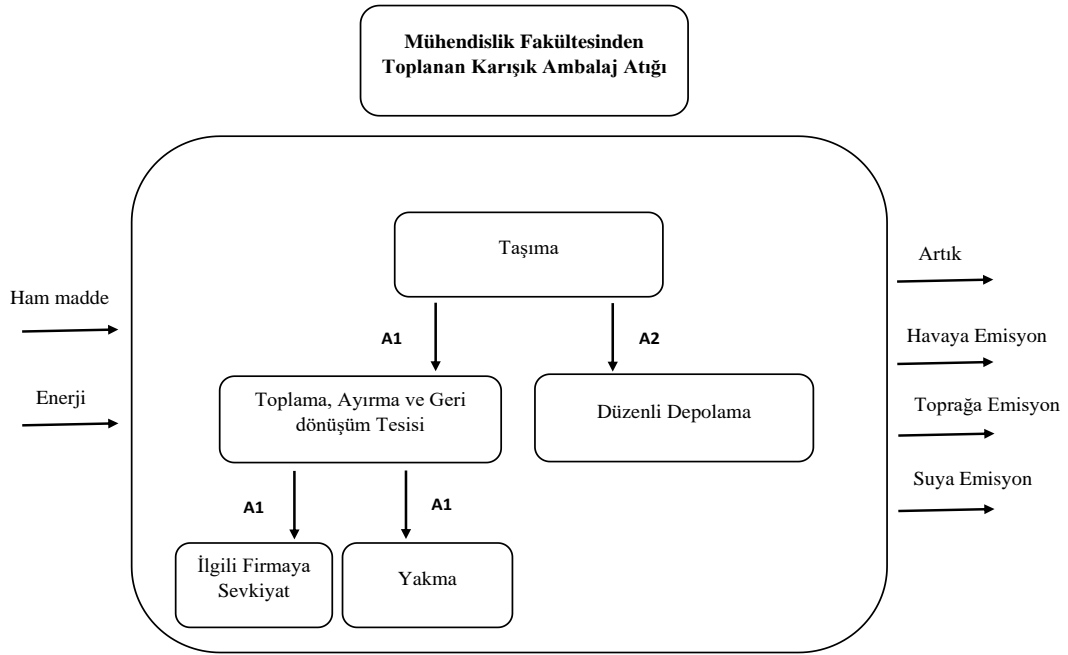 Mühendislik Fakültesinden
Toplanan Karışık Ambalaj Atığı
Taşıma
Ham madde
Enerji
A1
A2
Toplama, Ayırma ve Geri
dönüşüm Tesisi
Düzenli Depolama
A1
A1
İlgili Firmaya
Sevkiyat
Yakma
Artık
Havaya Emisyon
Toprağa Emisyon
Suya Emisyon